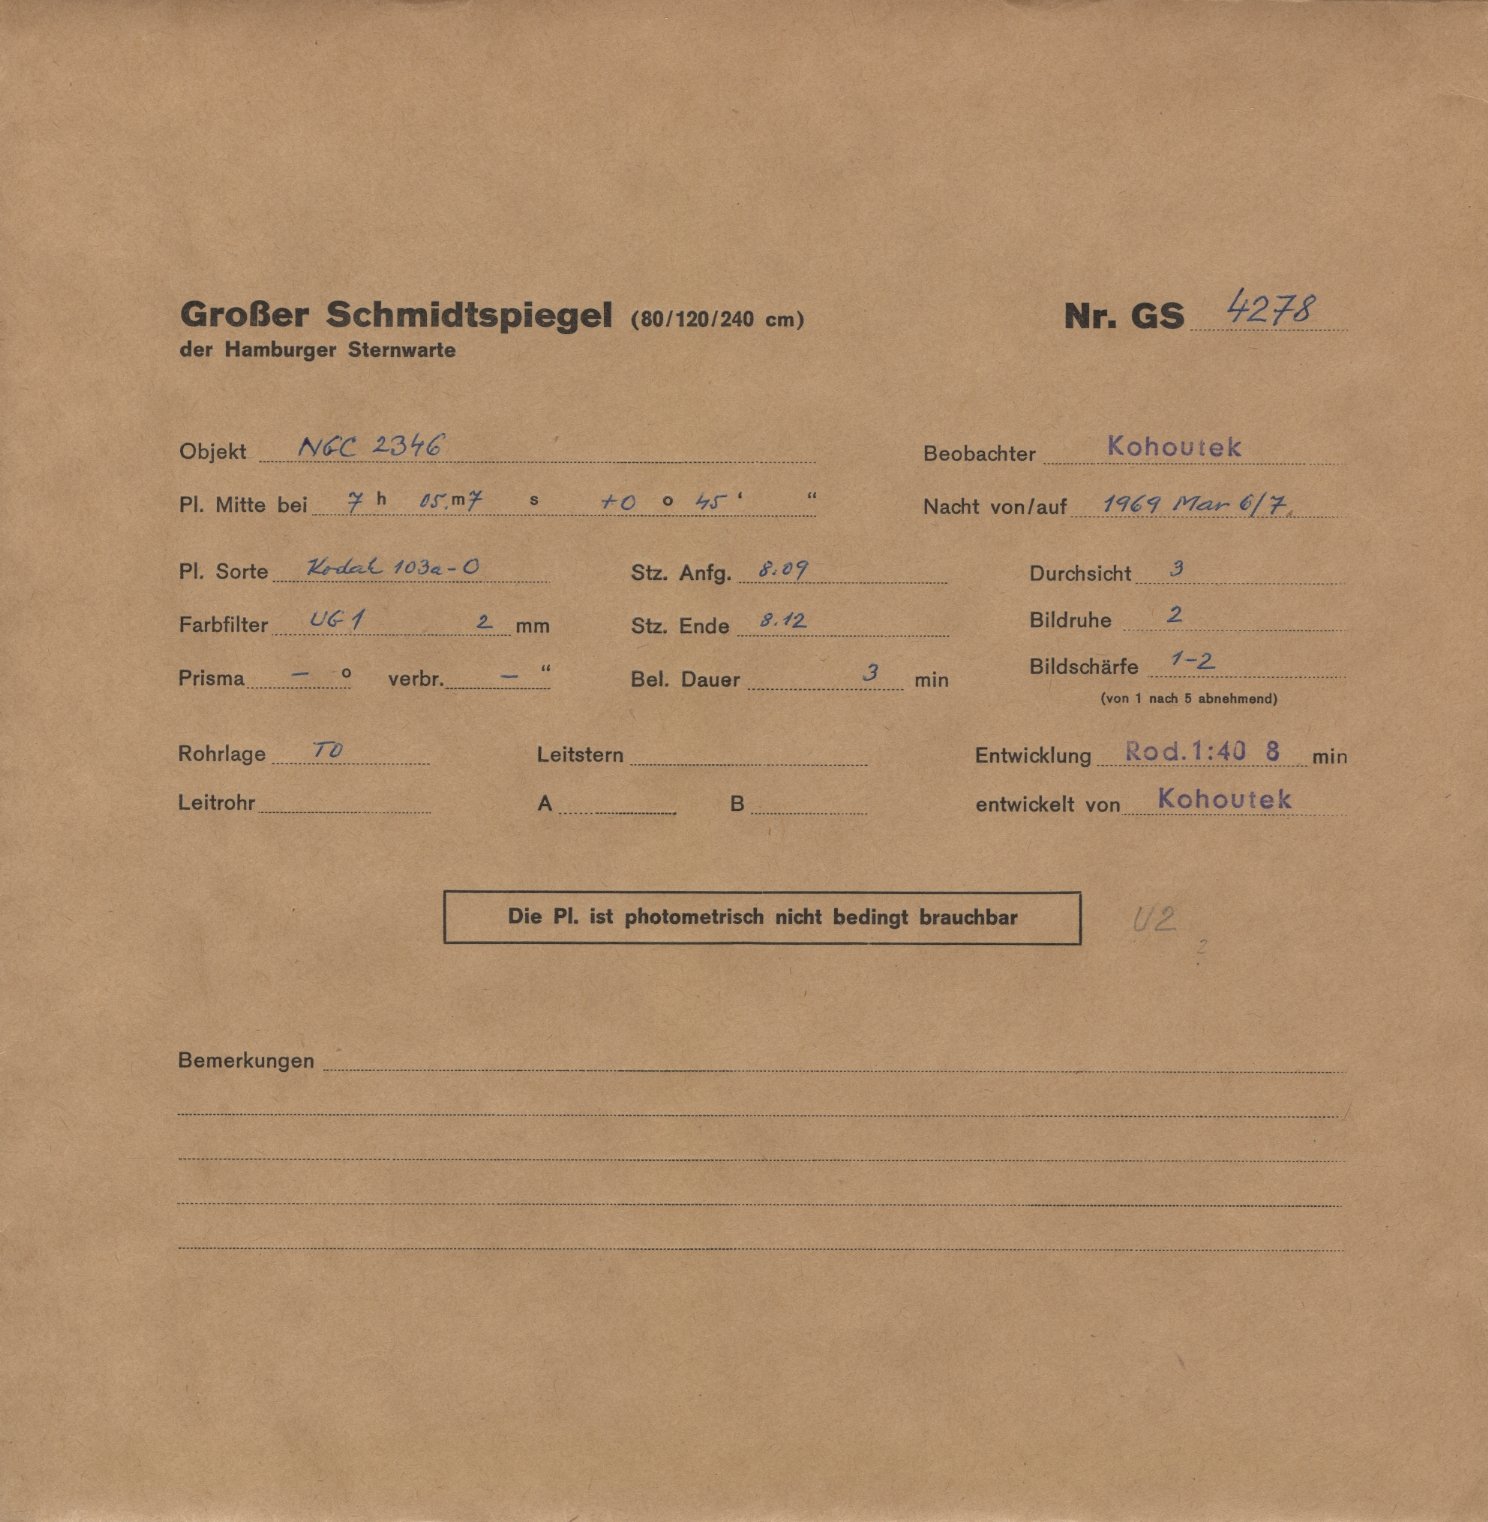 Großer Schmidtspiegel (80/120/240 cm) Nr. GS 4278
der Hamburger Sternwarte
Objekt NGC 2346 Beobachter Kohoutek
Pl. Mitte bei 7 h 05.m7 s +0 o 45 ‘ “ Nacht von/auf 1969 Mar 6/7.
Pl. Sorte Kodak 103a-O Stz. Anfg. 8.09 Durchsicht 3
Farbfilter UG1 2 mm Stz. Ende 8.12 Bildruhe 2
Prisma – o verbr. – “ Bel. Dauer 3 min Bildschärfe 1-2
(von 1 nach 5 abnehmend)
Rohrlage TO Leitstern Entwicklung Rod.1:40 8 min
Leitrohr A B entwickelt von Kohoutek
Die Pl. ist photometrisch nicht bedingt brauchbar U2
2
Bemerkungen